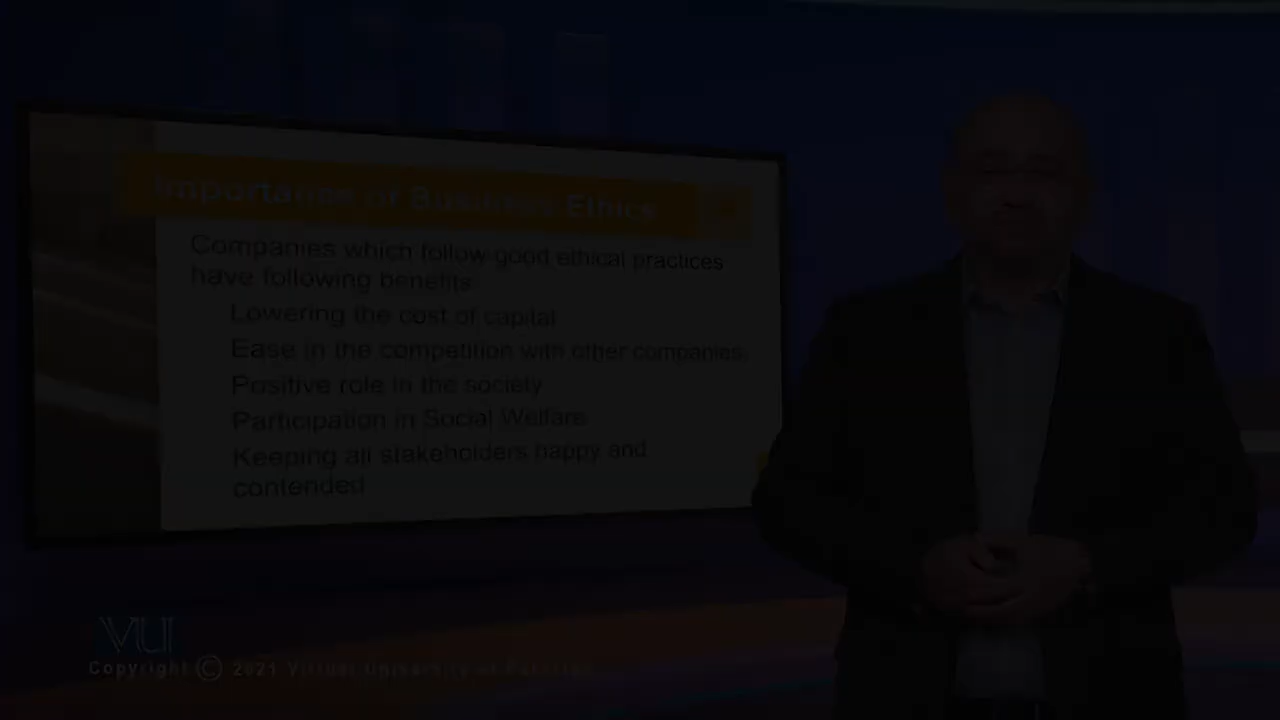 Importance of Business Ethics
Companies which follow good ethical practices
have following benefits
Lowering the cost of capital
Ease in the competition with other companies
Positive role in the society
Participation in Social Welfare
Keeping all stakeholders happy and
contended
VU
Copyright © 2021 Virtual University of Pakistan